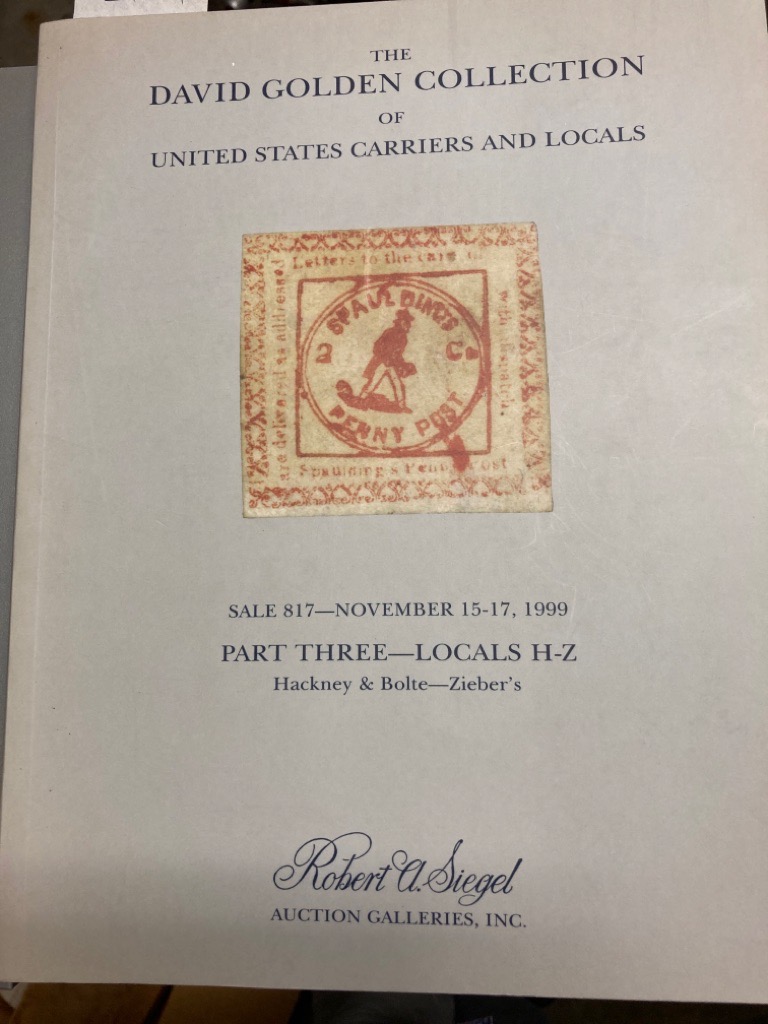 THE
DAVID GOLDEN COLLECTION
OF
UNITED STATES CARRIERS AND LOCALS
Letters to the care of
are delivered as addressed
with Dispatch.
SPAULDING'S
2 C.
PENNY POST
Spaulding's Penny Post
SALE 817—NOVEMBER 15-17, 1999
PART THREE—LOCALS H-Z
Hackney & Bolte—Zieber's
Robert A. Siegel
AUCTION GALLERIES, INC.